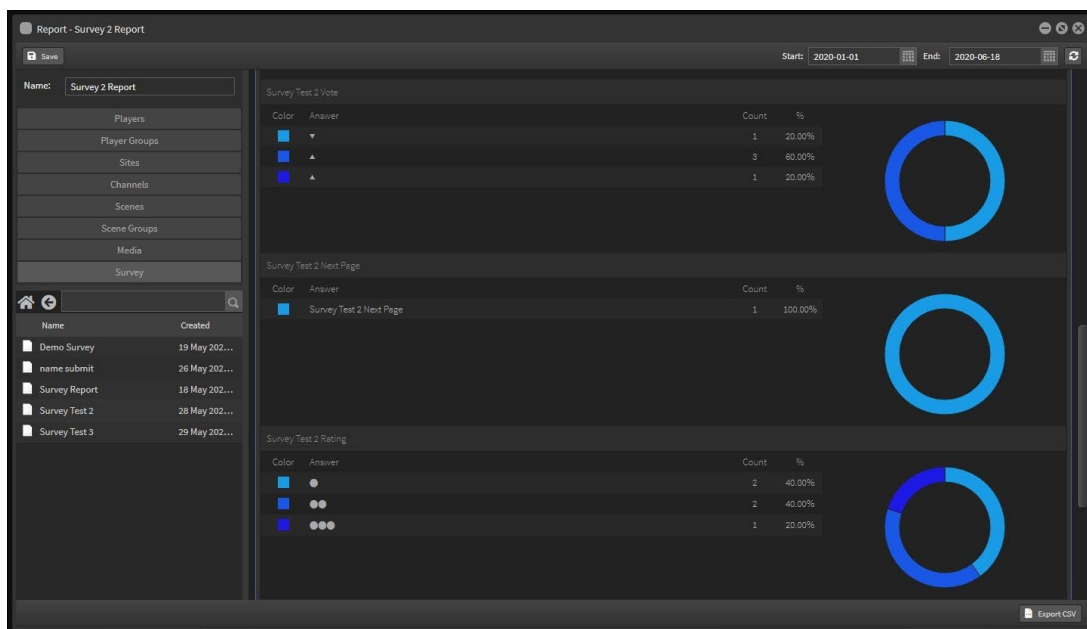 Report - Survey 2 Report
Save
Start: 2020-01-01 End: 2020-06-18
Name: Survey 2 Report
Players
Player Groups
Sites
Channels
Scenes
Scene Groups
Media
Survey
Name Created
Demo Survey 19 May 202...
name submit 26 May 202...
Survey Report 18 May 202...
Survey Test 2 28 May 202...
Survey Test 3 29 May 202...
Survey Test 2 Vote
Color Answer Count %
▼ 1 20.00%
▲ 3 60.00%
▲ 1 20.00%
Survey Test 2 Next Page
Color Answer Count %
Survey Test 2 Next Page 1 100.00%
Survey Test 2 Rating
Color Answer Count %
● 2 40.00%
●● 2 40.00%
●●● 1 20.00%
Export CSV